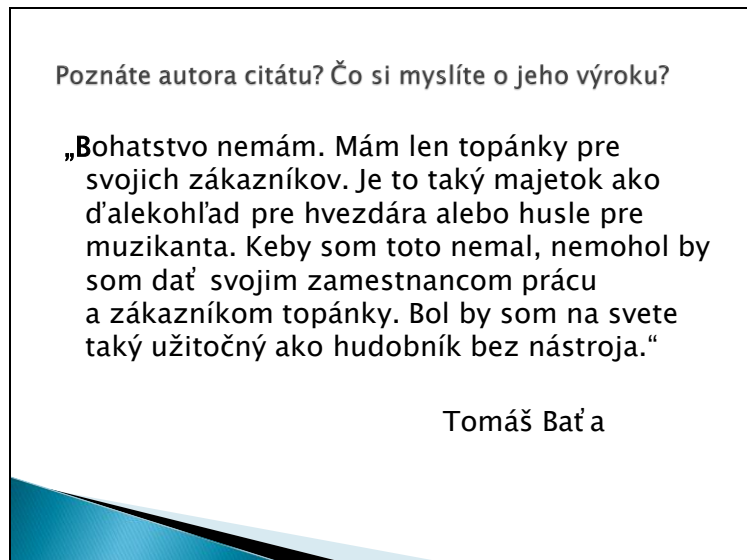 Poznáte autora citátu? Čo si myslíte o jeho výroku?
„Bohatstvo nemám. Mám len topánky pre
svojich zákazníkov. Je to taký majetok ako
ďalekohľad pre hvezdára alebo husle pre
muzikanta. Keby som toto nemal, nemohol by
som dať svojim zamestnancom prácu
a zákazníkom topánky. Bol by som na svete
taký užitočný ako hudobník bez nástroja.“
Tomáš Baťa